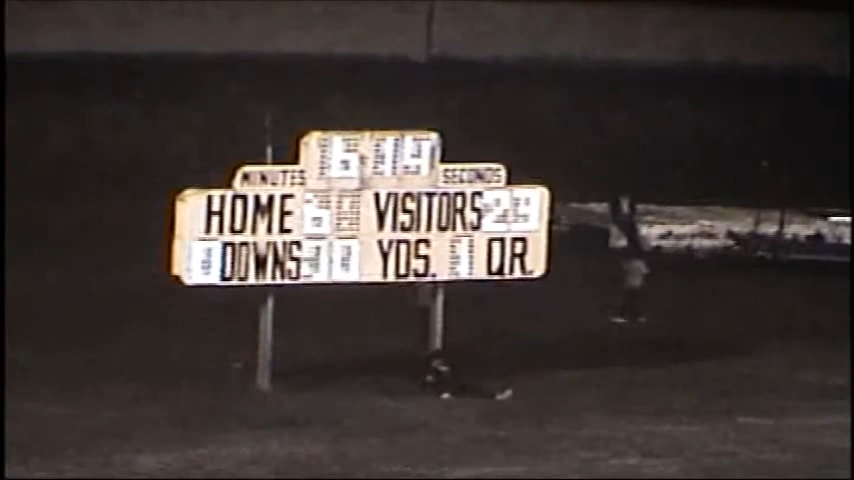 MINUTES SECONDS
HOME VISITORS
DOWNS YDS. QR.